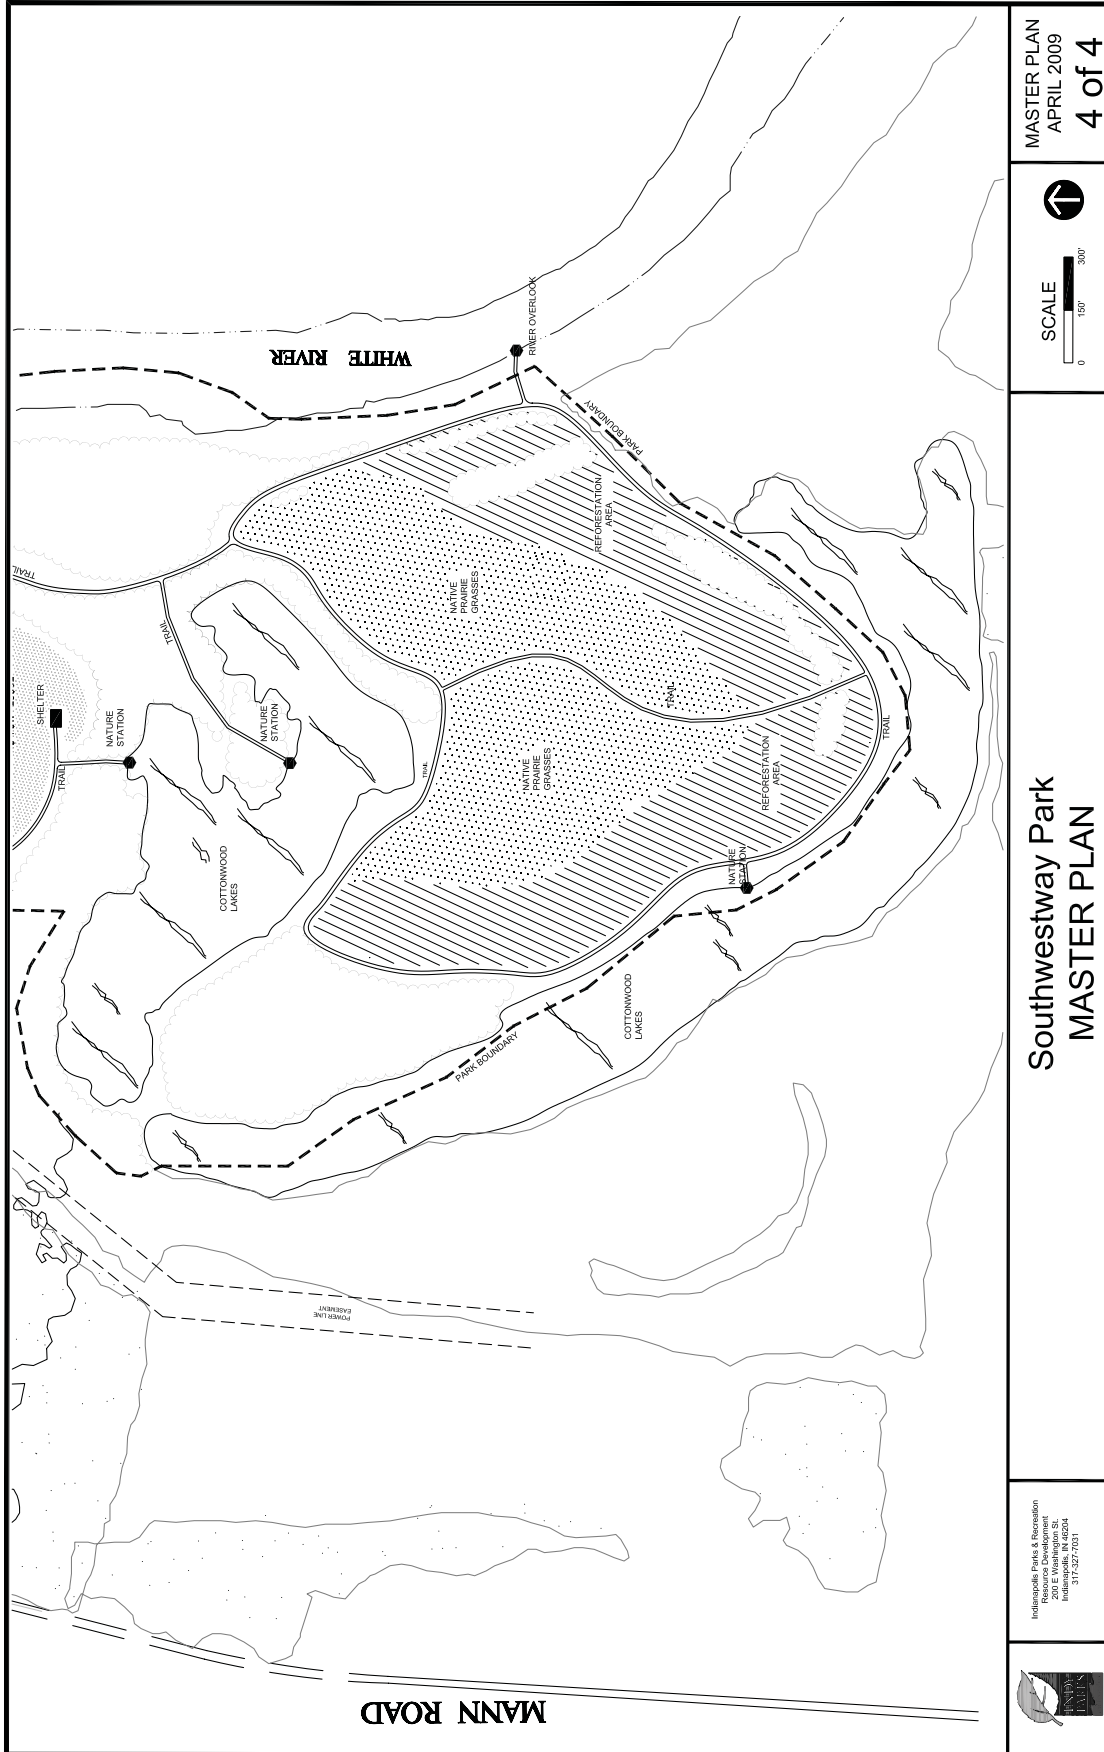 MASTER PLAN
APRIL 2009
4 of 4
SCALE
0
150'
300'
Southwestway Park
MASTER PLAN
Indianapolis Parks & Recreation
Resource Development
200 E Washington St.
Indianapolis, IN 46204
317-327-7031
WHITE RIVER
RIVER OVERLOOK
PARK BOUNDARY
REFORESTATION
AREA
NATIVE
PRAIRIE
GRASSES
TRAIL
TRAIL
SHELTER
NATURE
STATION
TRAIL
NATURE
STATION
TRAIL
TRAIL
TRAIL
NATIVE
PRAIRIE
GRASSES
REFORESTATION
AREA
NATURE
STATION
COTTONWOOD
LAKES
COTTONWOOD
LAKES
PARK BOUNDARY
POWER LINE
EASEMENT
MANN ROAD